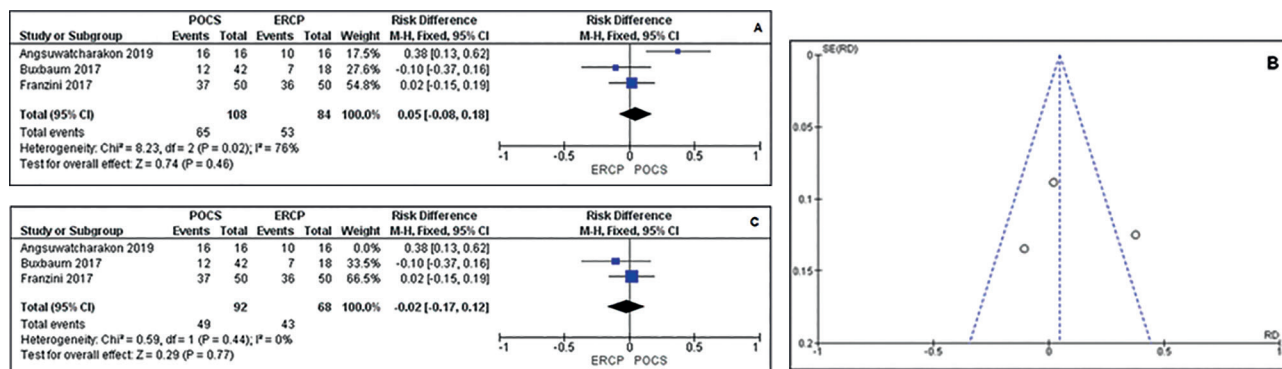 A
POCS ERCP Risk Difference Risk Difference
Study or Subgroup Events Total Events Total Weight M-H, Fixed, 95% CI M-H, Fixed, 95% CI
Angsuwatcharakon 2019 16 16 10 16 17.5% 0.38 [0.13, 0.62]
Buxbaum 2017 12 42 7 18 27.6% -0.10 [-0.37, 0.16]
Franzini 2017 37 50 36 50 54.8% 0.02 [-0.15, 0.19]
Total (95% CI) 108 84 100.0% 0.05 [-0.08, 0.18]
Total events 65 53
Heterogeneity: Chi² = 8.23, df = 2 (P = 0.02); I² = 76%
Test for overall effect: Z = 0.74 (P = 0.46)
-1 -0.5 0 0.5 1
ERCP POCS
C
POCS ERCP Risk Difference Risk Difference
Study or Subgroup Events Total Events Total Weight M-H, Fixed, 95% CI M-H, Fixed, 95% CI
Angsuwatcharakon 2019 16 16 10 16 0.0% 0.38 [0.13, 0.62]
Buxbaum 2017 12 42 7 18 33.5% -0.10 [-0.37, 0.16]
Franzini 2017 37 50 36 50 66.5% 0.02 [-0.15, 0.19]
Total (95% CI) 92 68 100.0% -0.02 [-0.17, 0.12]
Total events 49 43
Heterogeneity: Chi² = 0.59, df = 1 (P = 0.44); I² = 0%
Test for overall effect: Z = 0.29 (P = 0.77)
-1 -0.5 0 0.5 1
ERCP POCS
B
SE(RD)
0
0.05
0.1
0.15
0.2
RD
-1 -0.5 0 0.5 1